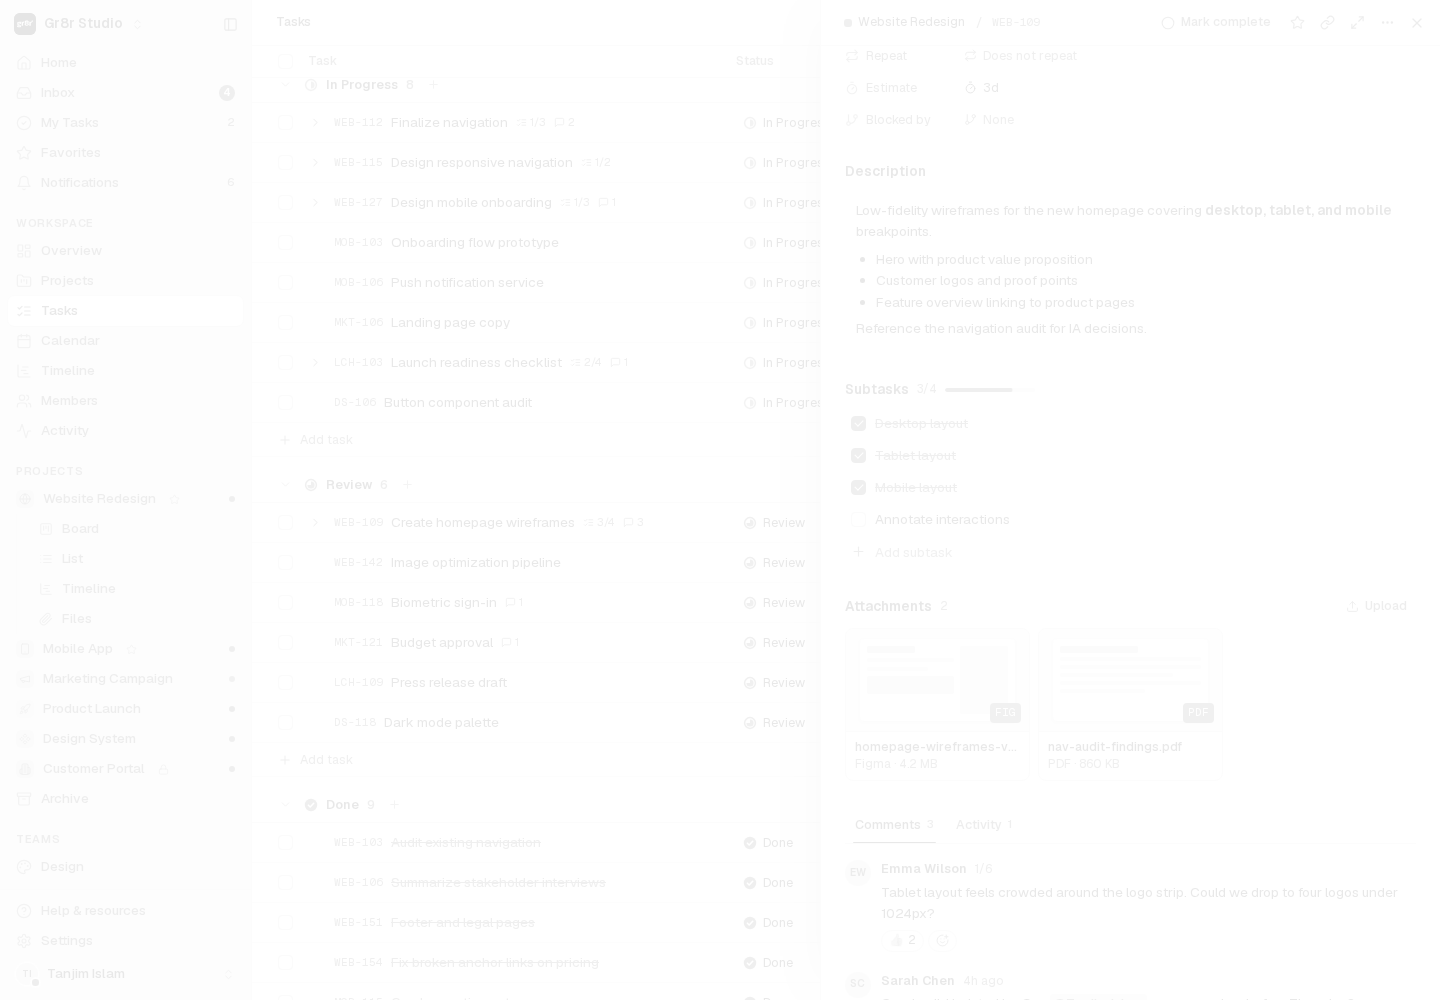 Gr8r Studio
Home
Inbox 4
My Tasks 2
Favorites
Notifications 6
WORKSPACE
Overview
Projects
Tasks
Calendar
Timeline
Members
Activity
PROJECTS
Website Redesign
Board
List
Timeline
Files
Mobile App
Marketing Campaign
Product Launch
Design System
Customer Portal
Archive
TEAMS
Design
Help & resources
Settings
TI Tanjim Islam
Tasks
Task Status
In Progress 8
WEB-112 Finalize navigation 1/3 2 In Progres
WEB-115 Design responsive navigation 1/2 In Progres
WEB-127 Design mobile onboarding 1/3 1 In Progres
MOB-103 Onboarding flow prototype In Progres
MOB-106 Push notification service In Progres
MKT-106 Landing page copy In Progres
LCH-103 Launch readiness checklist 2/4 1 In Progres
DS-106 Button component audit In Progres
Add task
Review 6
WEB-109 Create homepage wireframes 3/4 3 Review
WEB-142 Image optimization pipeline Review
MOB-118 Biometric sign-in 1 Review
MKT-121 Budget approval 1 Review
LCH-109 Press release draft Review
DS-118 Dark mode palette Review
Add task
Done 9
WEB-103 Audit existing navigation Done
WEB-106 Summarize stakeholder interviews Done
WEB-151 Footer and legal pages Done
WEB-154 Fix broken anchor links on pricing Done
Website Redesign / WEB-109 Mark complete
Repeat Does not repeat
Estimate 3d
Blocked by None
Description
Low-fidelity wireframes for the new homepage covering desktop, tablet, and mobile
breakpoints.
Hero with product value proposition
Customer logos and proof points
Feature overview linking to product pages
Reference the navigation audit for IA decisions.
Subtasks 3/4
Desktop layout
Tablet layout
Mobile layout
Annotate interactions
Add subtask
Attachments 2 Upload
FIG PDF
homepage-wireframes-v... nav-audit-findings.pdf
Figma · 4.2 MB PDF · 860 KB
Comments 3 Activity 1
EW Emma Wilson 1/6
Tablet layout feels crowded around the logo strip. Could we drop to four logos under
1024px?
2
SC Sarah Chen 4h ago